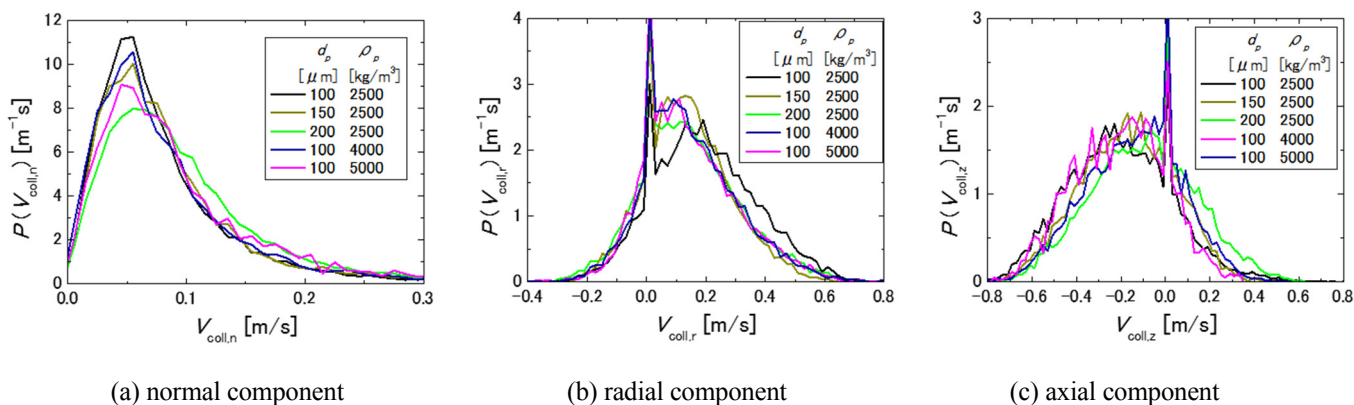 12
10
8
6
4
2
0
P(V_coll,n) [m⁻¹s]
d_p ρ_p
[μm] [kg/m³]
100 2500
150 2500
200 2500
100 4000
100 5000
0.0 0.1 0.2 0.3
V_coll,n [m/s]
(a) normal component
4
3
2
1
0
P(V_coll,r) [m⁻¹s]
d_p ρ_p
[μm] [kg/m³]
100 2500
150 2500
200 2500
100 4000
100 5000
−0.4 −0.2 0.0 0.2 0.4 0.6 0.8
V_coll,r [m/s]
(b) radial component
3
2
1
0
P(V_coll,z) [m⁻¹s]
d_p ρ_p
[μm] [kg/m³]
100 2500
150 2500
200 2500
100 4000
100 5000
−0.8 −0.6 −0.4 −0.2 0.0 0.2 0.4 0.6 0.8
V_coll,z [m/s]
(c) axial component